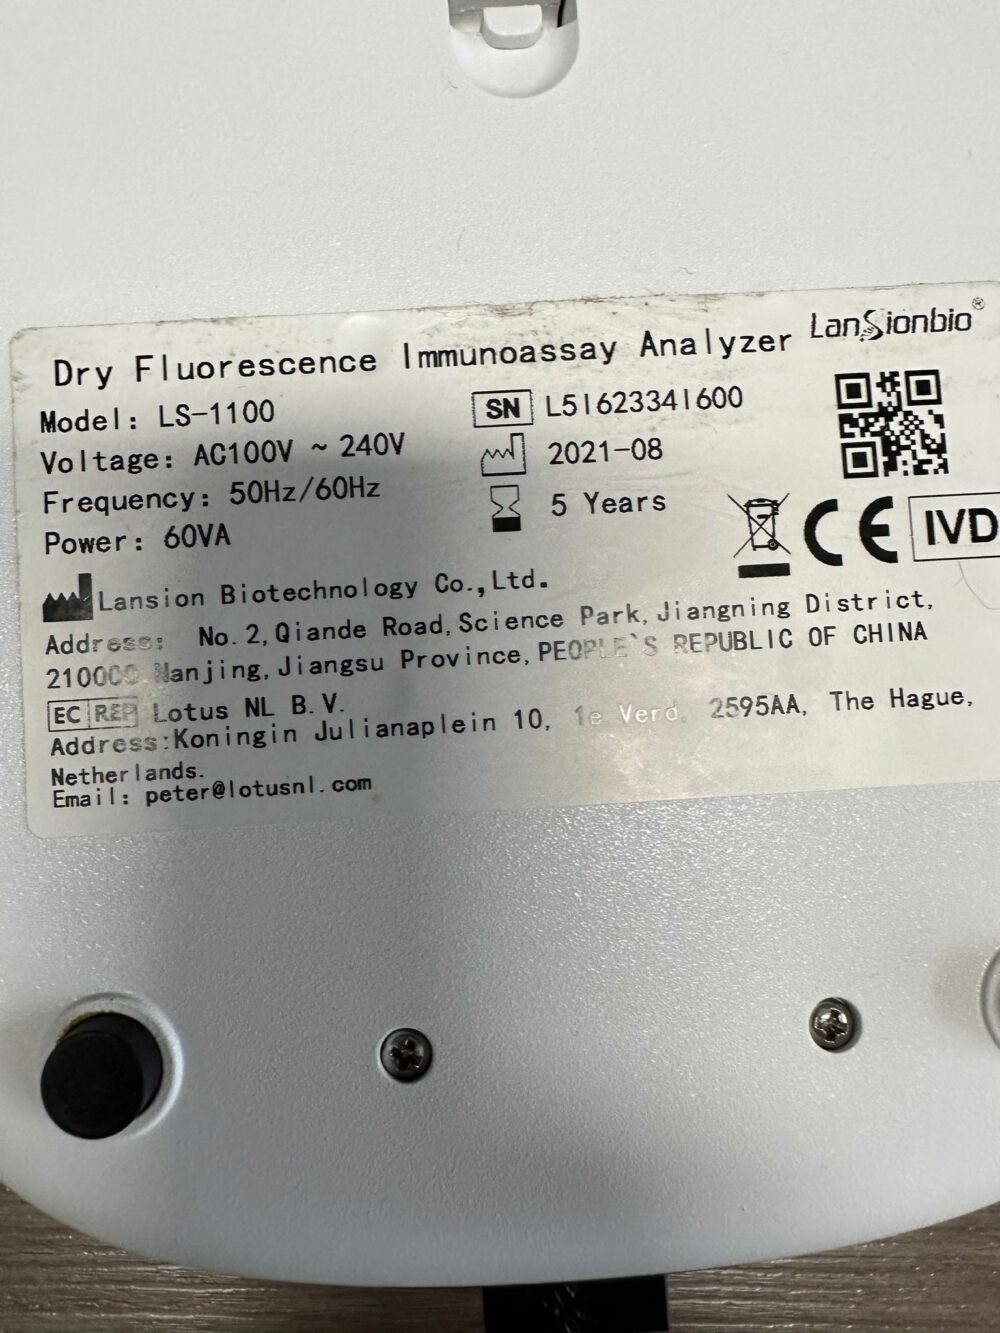 LanSionbio®
Dry Fluorescence Immunoassay Analyzer
Model: LS-1100
SN L51623341600
Voltage: AC100V ~ 240V
2021-08
Frequency: 50Hz/60Hz
5 Years
Power: 60VA
CE IVD
Lansion Biotechnology Co.,Ltd.
Address: No.2,Qiande Road,Science Park,Jiangning District,
210000 Nanjing,Jiangsu Province,PEOPLE`S REPUBLIC OF CHINA
EC REP Lotus NL B.V.
Address:Koningin Julianaplein 10, 1e Verd, 2595AA, The Hague,
Netherlands.
Email: peter@lotusnl.com